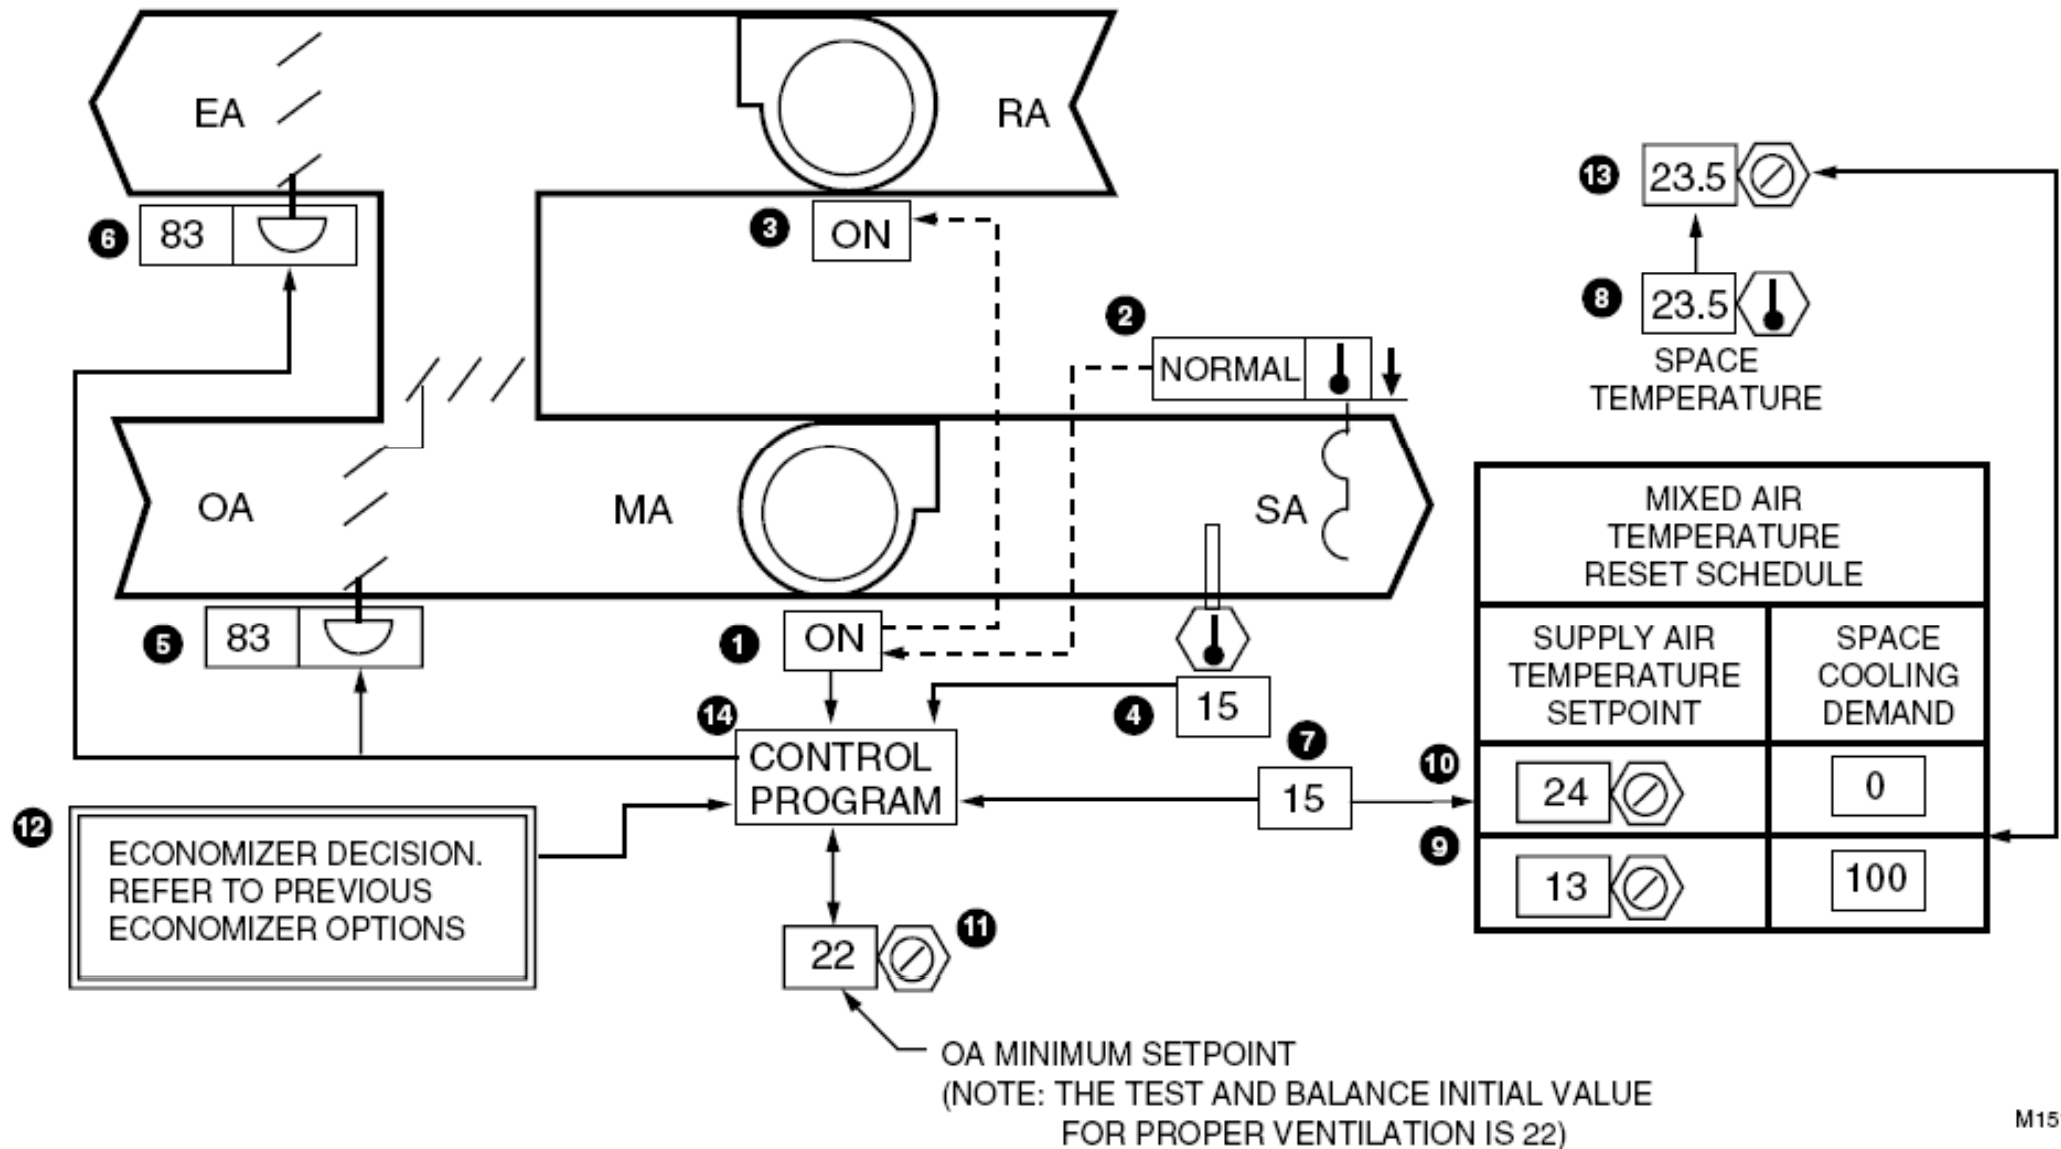 EA
RA
6
83
3
ON
13
23.5
8
23.5
SPACE
TEMPERATURE
2
NORMAL
OA
MA
SA
5
83
1
ON
4
15
14
CONTROL
PROGRAM
7
15
12
ECONOMIZER DECISION.
REFER TO PREVIOUS
ECONOMIZER OPTIONS
22
11
OA MINIMUM SETPOINT
(NOTE: THE TEST AND BALANCE INITIAL VALUE
FOR PROPER VENTILATION IS 22)
MIXED AIR
TEMPERATURE
RESET SCHEDULE
SUPPLY AIR
TEMPERATURE
SETPOINT
SPACE
COOLING
DEMAND
10
24
0
9
13
100
M15